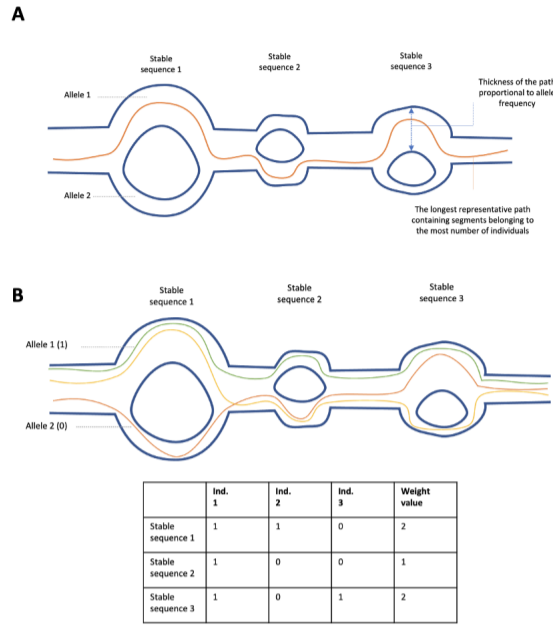 A
Stable
sequence 1
Stable
sequence 2
Stable
sequence 3
Allele 1
Thickness of the path
proportional to allele
frequency
Allele 2
The longest representative path
containing segments belonging to
the most number of individuals
B
Stable
sequence 1
Stable
sequence 2
Stable
sequence 3
Allele 1 (1)
Allele 2 (0)
Ind. 1 Ind. 2 Ind. 3 Weight value
Stable sequence 1 1 1 0 2
Stable sequence 2 1 0 0 1
Stable sequence 3 1 0 1 2